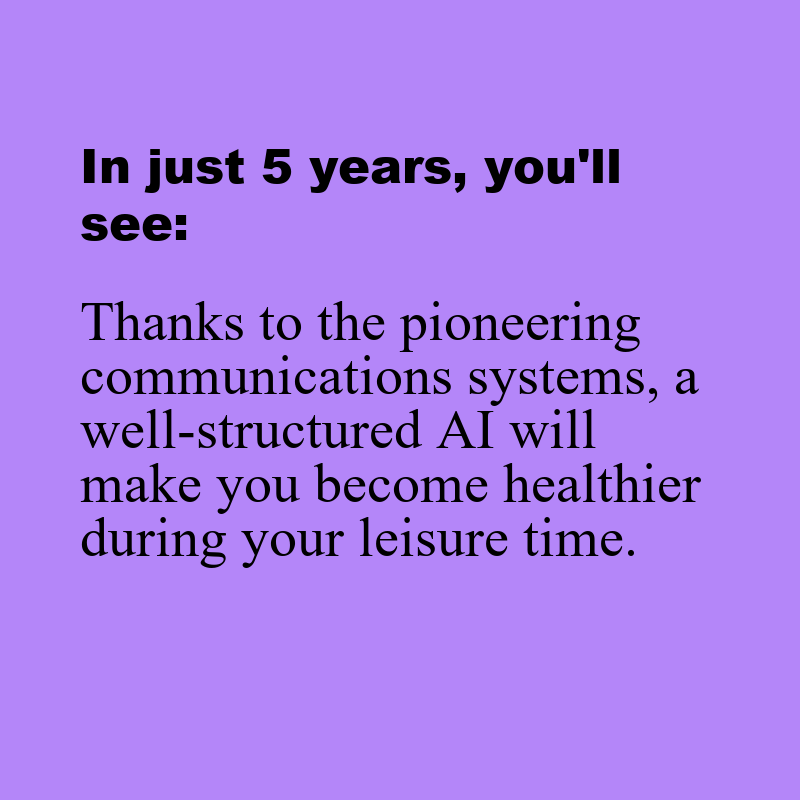 In just 5 years, you'll
see:
Thanks to the pioneering
communications systems, a
well-structured AI will
make you become healthier
during your leisure time.